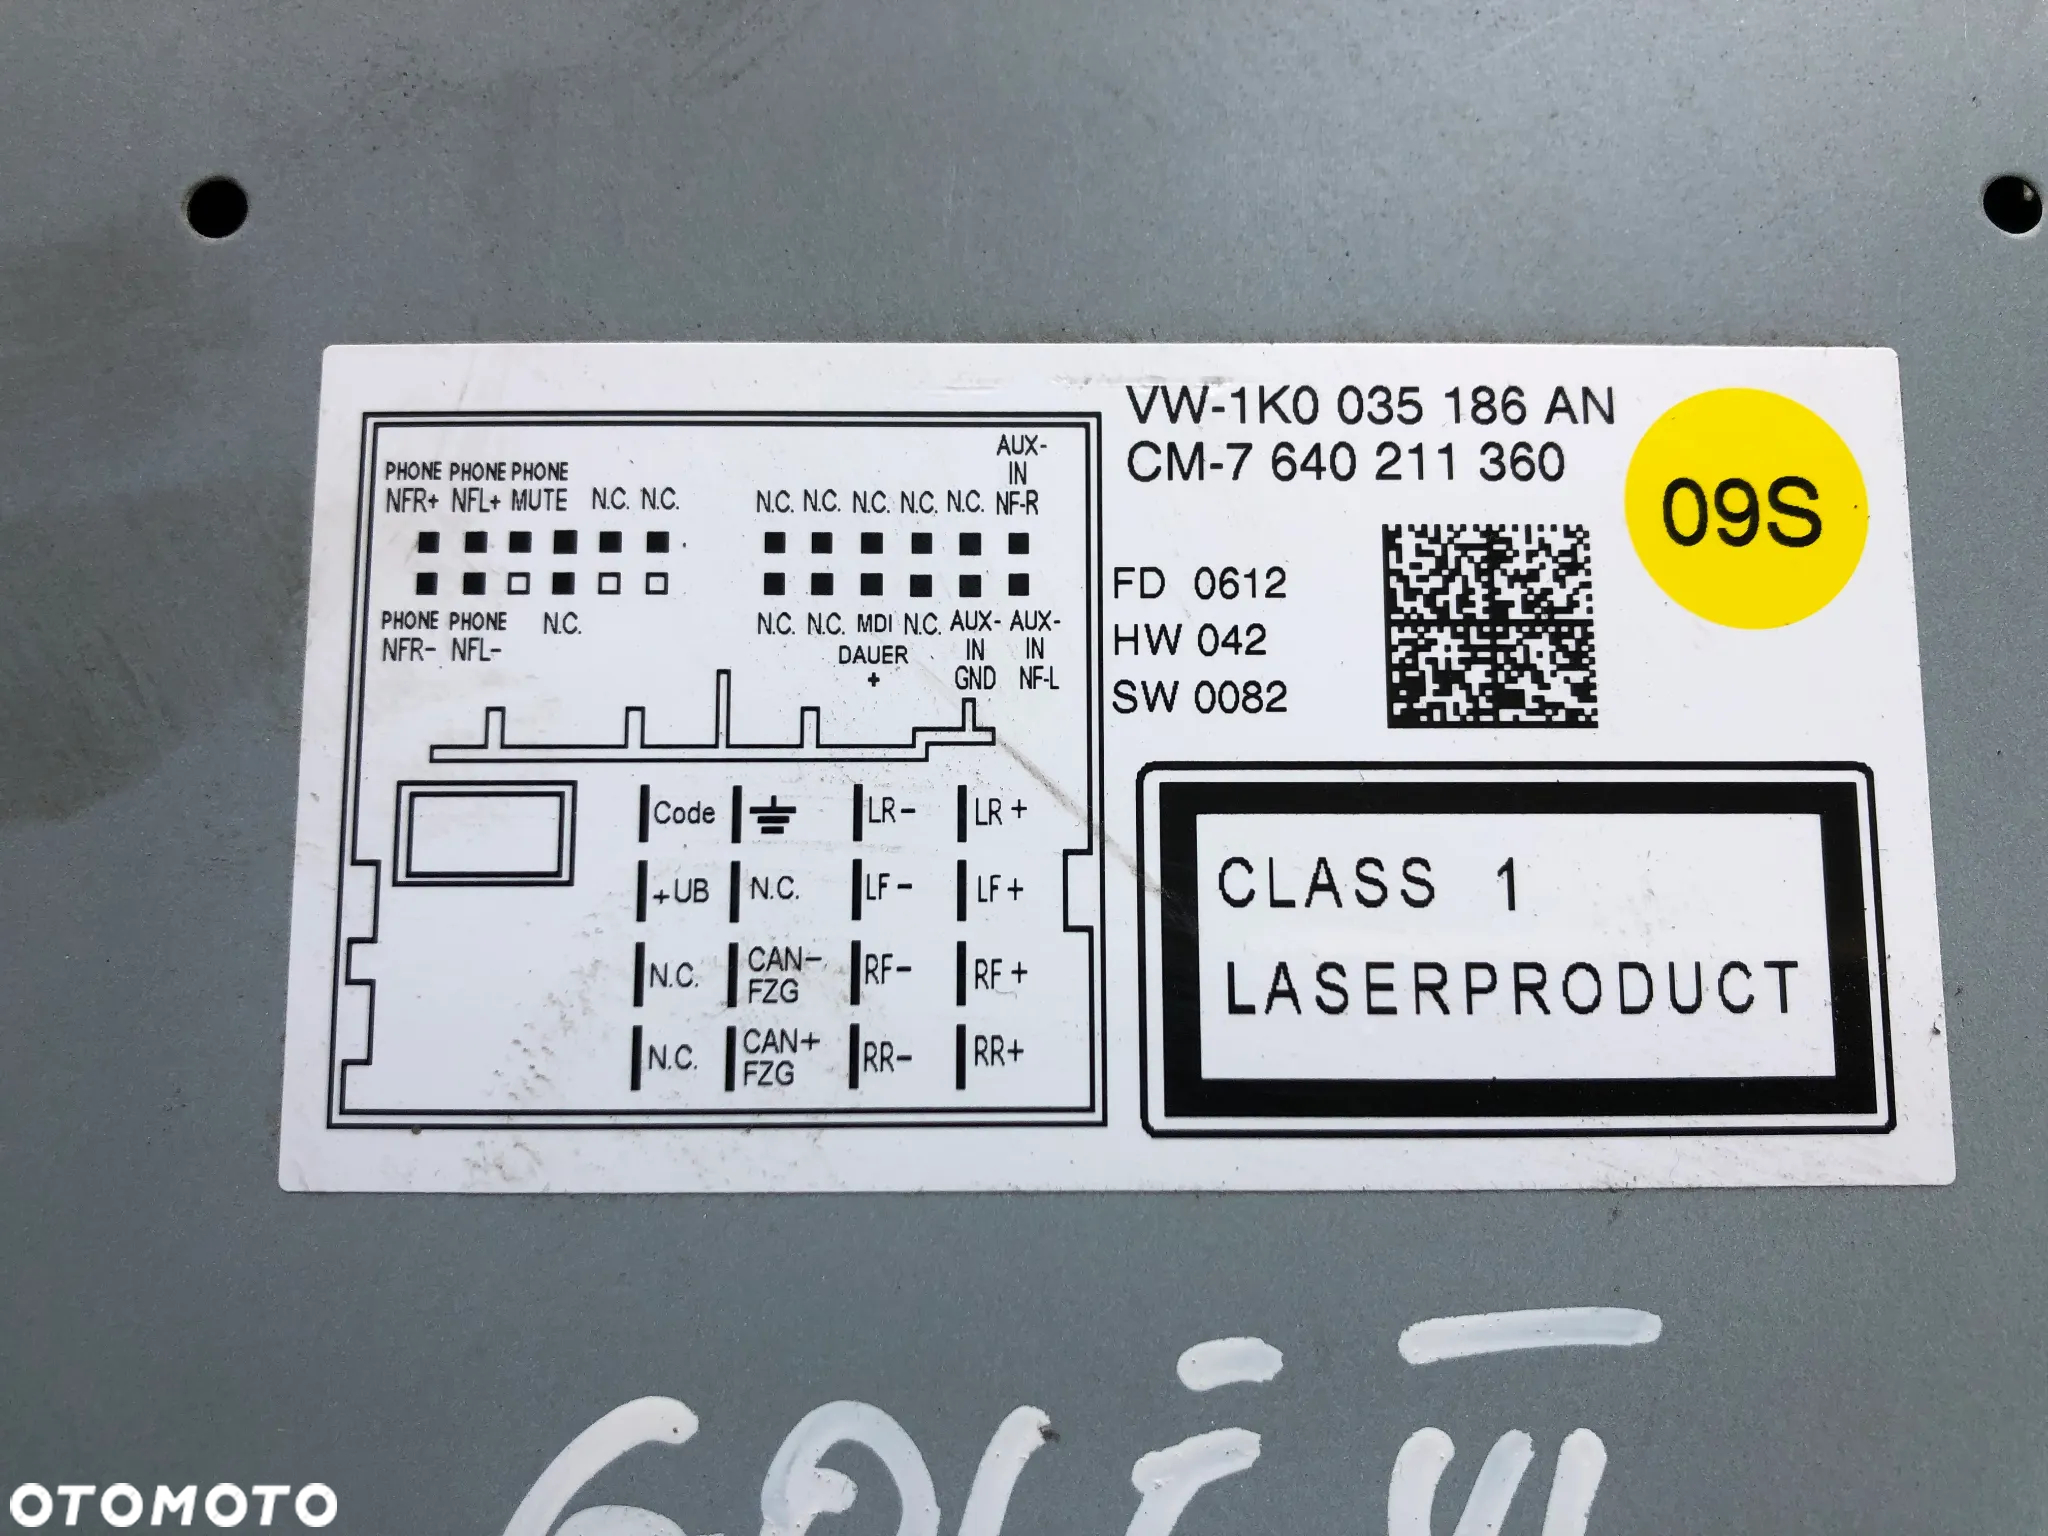 VW-1K0 035 186 AN
CM-7 640 211 360
09S
FD 0612
HW 042
SW 0082
AUX-
PHONE PHONE PHONE IN
NFR+ NFL+ MUTE N.C. N.C. N.C. N.C. N.C. N.C. N.C. NF-R
PHONE PHONE N.C. N.C. N.C. MDI N.C. AUX- AUX-
NFR- NFL- DAUER IN IN
+ GND NF-L
Code LR- LR+
+UB N.C. LF- LF+
N.C. CAN- FZG RF- RF+
N.C. CAN+ FZG RR- RR+
CLASS 1
LASERPRODUCT
GOLF VI
OTOMOTO